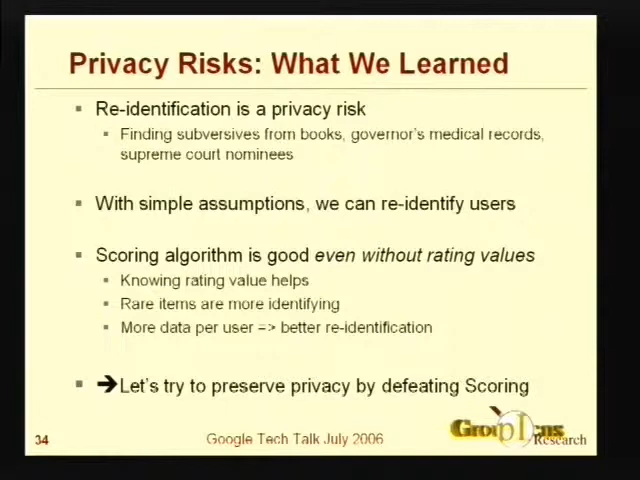 Privacy Risks: What We Learned
Re-identification is a privacy risk
Finding subversives from books, governor's medical records,
supreme court nominees
With simple assumptions, we can re-identify users
Scoring algorithm is good even without rating values
Knowing rating value helps
Rare items are more identifying
More data per user => better re-identification
➔Let's try to preserve privacy by defeating Scoring
34
Google Tech Talk July 2006
GroupLens
Research